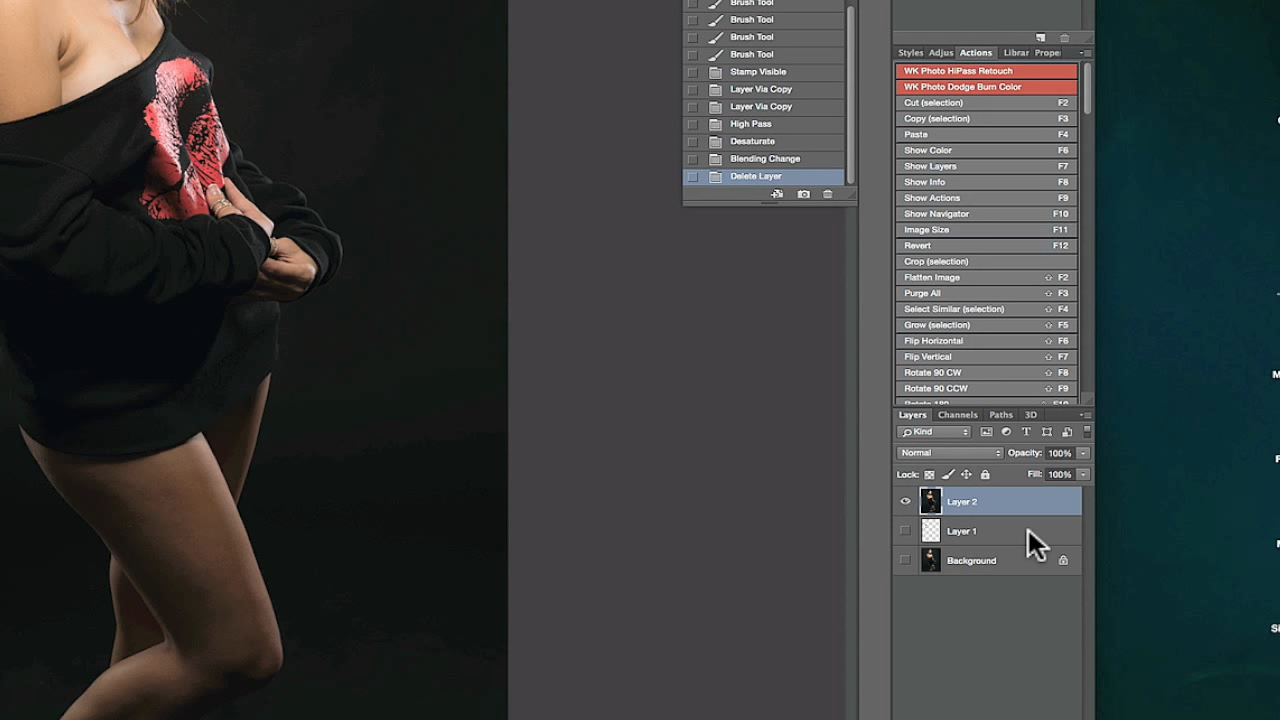 Brush Tool
Brush Tool
Brush Tool
Brush Tool
Stamp Visible
Layer Via Copy
Layer Via Copy
High Pass
Desaturate
Blending Change
Delete Layer
Styles Adjus Actions Librar Prope
WK Photo HiPass Retouch
WK Photo Dodge Burn Color
Cut (selection) F2
Copy (selection) F3
Paste F4
Show Color F6
Show Layers F7
Show Info F8
Show Actions F9
Show Navigator F10
Image Size F11
Revert F12
Crop (selection)
Flatten Image F2
Purge All F3
Select Similar (selection) F4
Grow (selection) F5
Flip Horizontal F6
Flip Vertical F7
Rotate 90 CW F8
Rotate 90 CCW F9
Rotate 180 F10
Layers Channels Paths 3D
Kind
Normal Opacity: 100%
Lock: Fill: 100%
Layer 2
Layer 1
Background